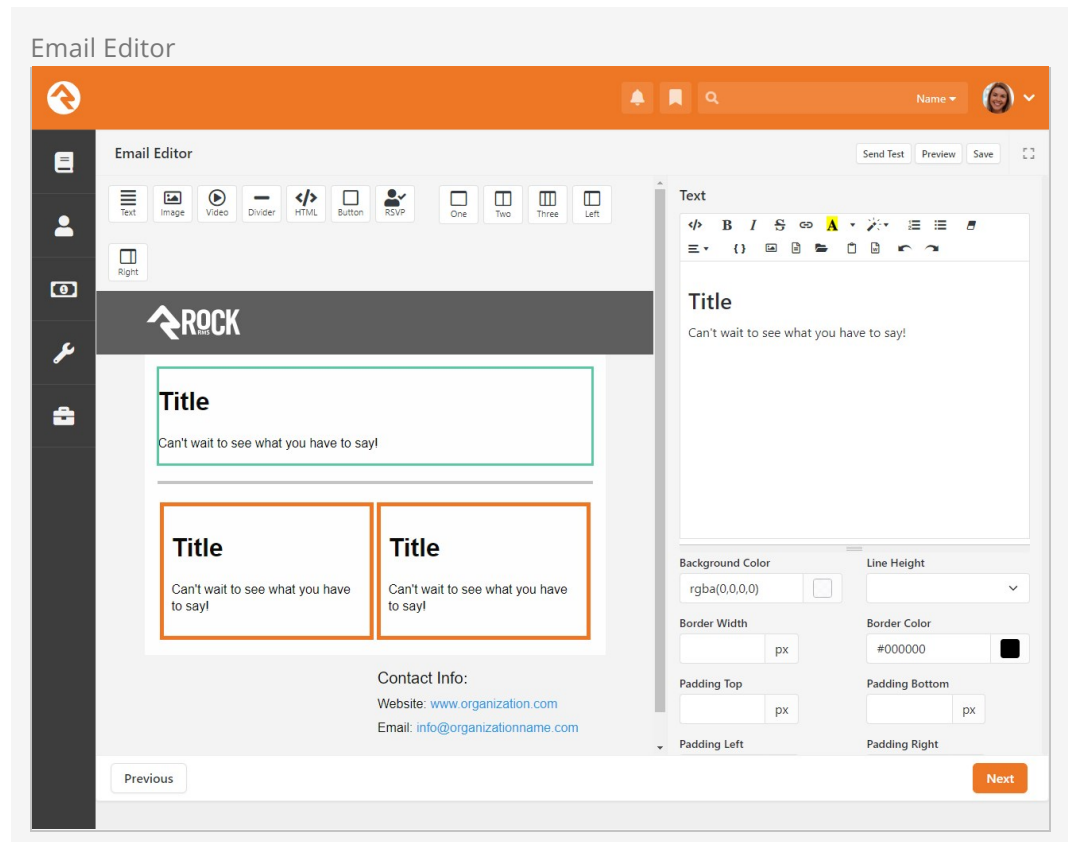 Email Editor
Name
Email Editor
Send Test Preview Save
Text Image Video Divider HTML Button RSVP One Two Three Left
Right
ROCK
RMS
Title
Can't wait to see what you have to say!
Title Title
Can't wait to see what you have Can't wait to see what you have
to say! to say!
Contact Info:
Website: www.organization.com
Email: info@organizationname.com
Text
B I S A
{}
Title
Can't wait to see what you have to say!
Background Color Line Height
rgba(0,0,0,0)
Border Width Border Color
px #000000
Padding Top Padding Bottom
px px
Padding Left Padding Right
Previous Next